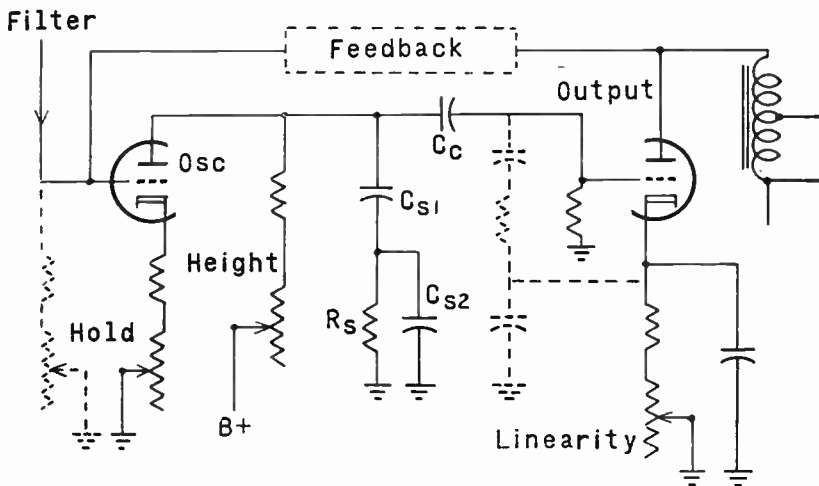 Filter
Feedback
Output
Osc
Cc
Cs1
Height
Cs2
Rs
Hold
B+
Linearity